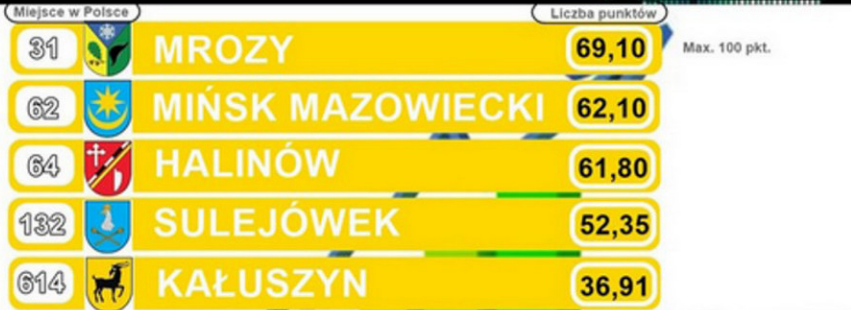 Miejsce w Polsce Liczba punktów
31 MROZY 69,10 Max. 100 pkt.
62 MIŃSK MAZOWIECKI 62,10
64 HALINÓW 61,80
132 SULEJÓWEK 52,35
614 KAŁUSZYN 36,91